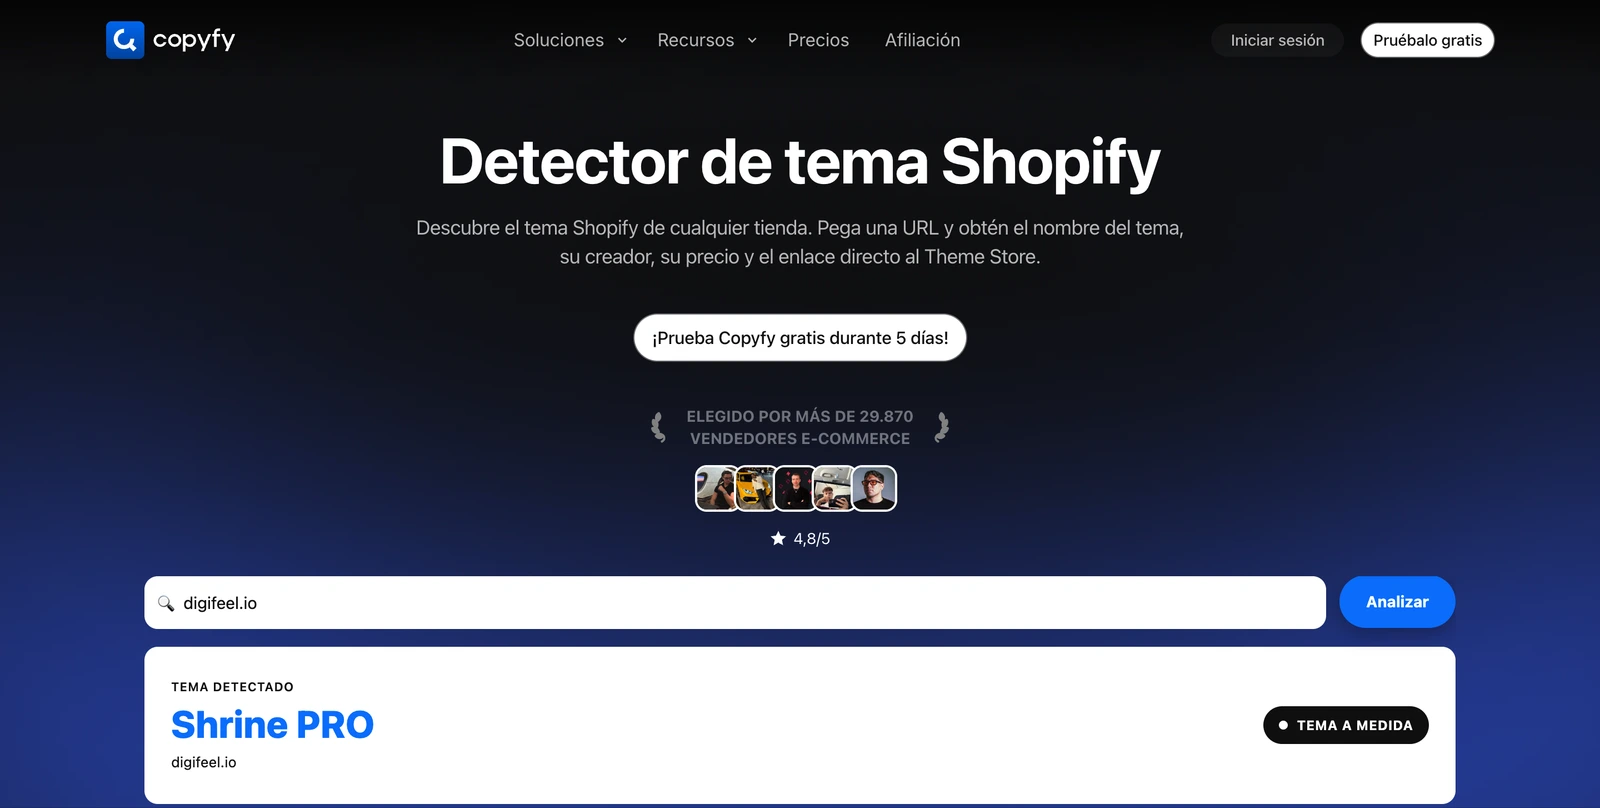 copyfy
Soluciones
Recursos
Precios
Afiliación
Iniciar sesión
Pruébalo gratis
Detector de tema Shopify
Descubre el tema Shopify de cualquier tienda. Pega una URL y obtén el nombre del tema,
su creador, su precio y el enlace directo al Theme Store.
¡Prueba Copyfy gratis durante 5 días!
ELEGIDO POR MÁS DE 29.870
VENDEDORES E-COMMERCE
4,8/5
digifeel.io
Analizar
TEMA DETECTADO
Shrine PRO
TEMA A MEDIDA
digifeel.io